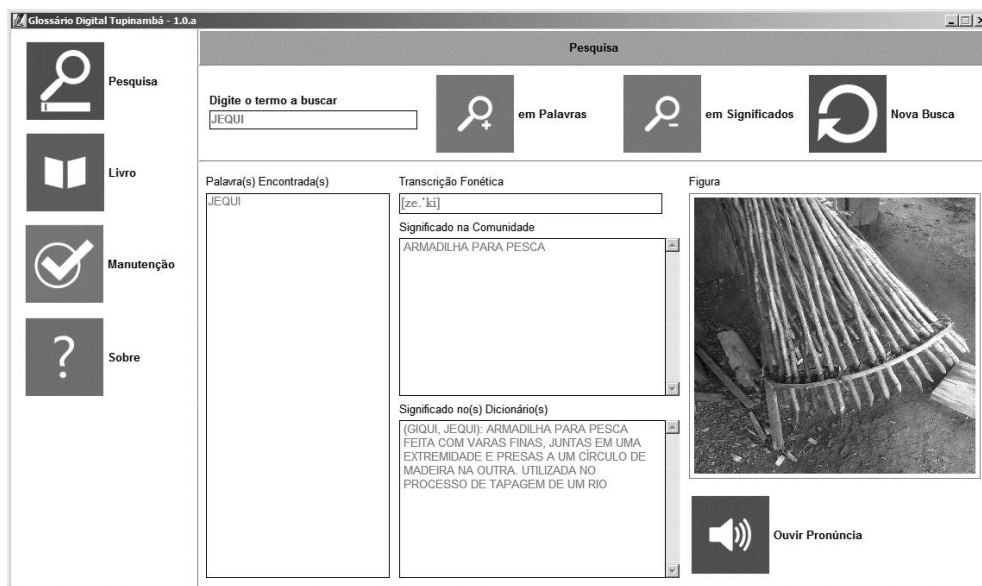 Glossário Digital Tupinambá - 1.0.a
Pesquisa
Livro
Manutenção
Sobre
Pesquisa
Digite o termo a buscar
JEQUI
em Palavras
em Significados
Nova Busca
Palavra(s) Encontrada(s)
JEQUI
Transcrição Fonética
[ze.'ki]
Significado na Comunidade
ARMADILHA PARA PESCA
Significado no(s) Dicionário(s)
(GIQUI, JEQUI): ARMADILHA PARA PESCA
FEITA COM VARAS FINAS, JUNTAS EM UMA
EXTREMIDADE E PRESAS A UM CÍRCULO DE
MADEIRA NA OUTRA. UTILIZADA NO
PROCESSO DE TAPAGEM DE UM RIO
Figura
Ouvir Pronúncia